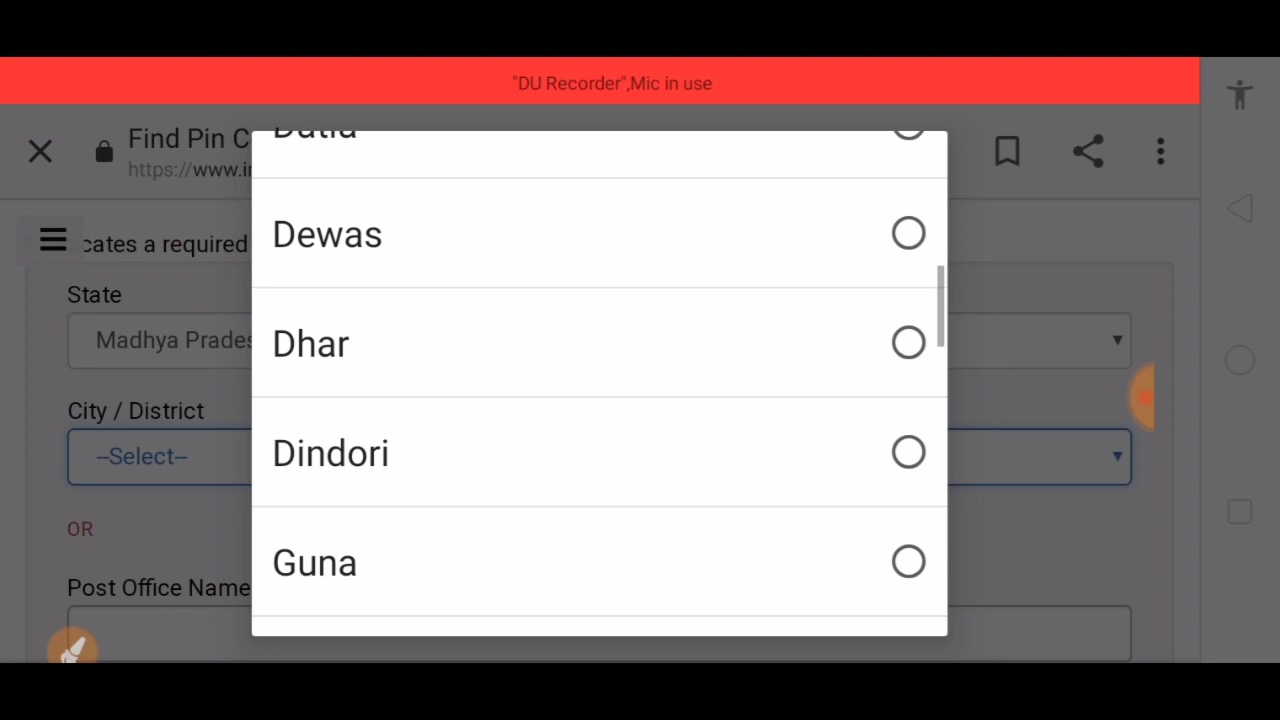 "DU Recorder",Mic in use
Find Pin C
https://www.i
cates a required
State
Madhya Prades
City / District
--Select--
OR
Post Office Name
Datia
Dewas
Dhar
Dindori
Guna